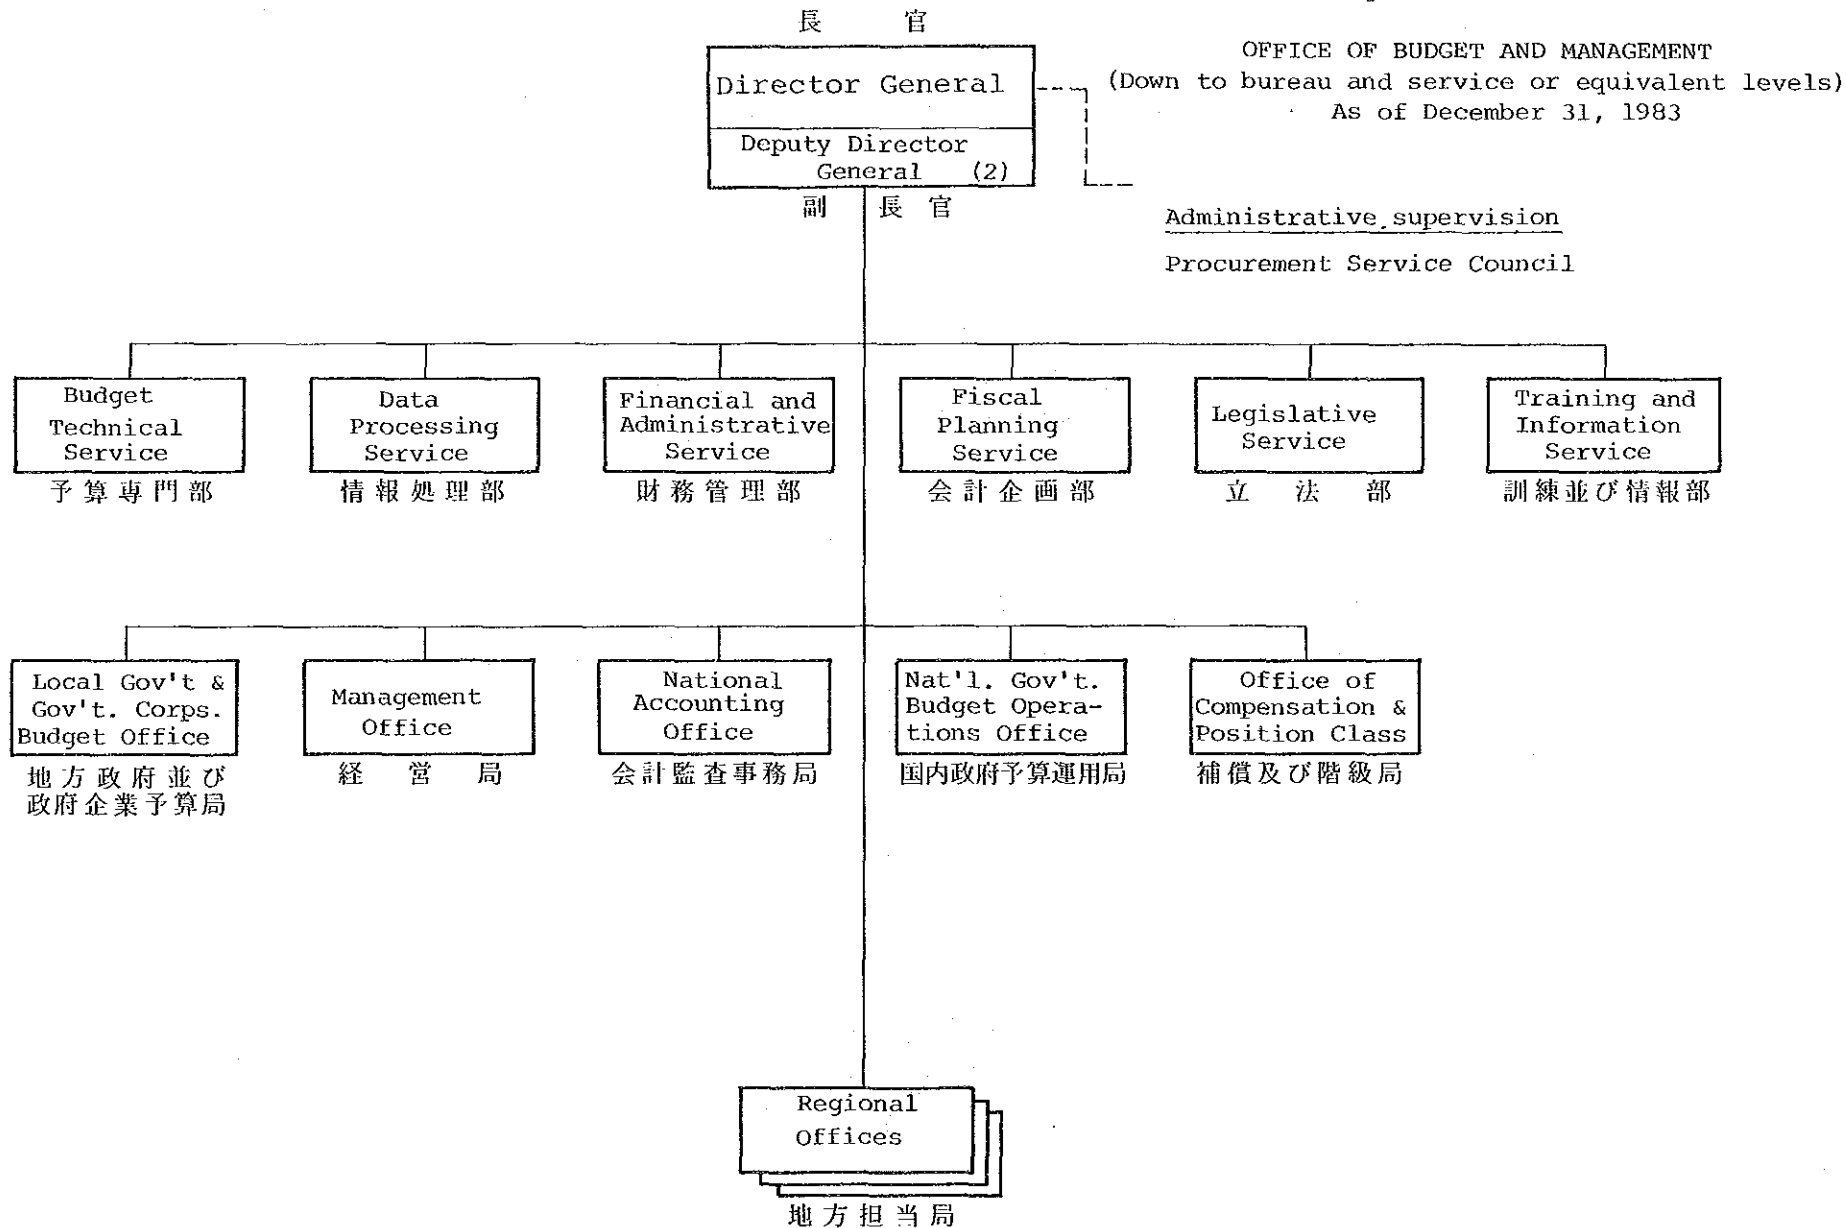 長 官
Director General
Deputy Director
General (2)
副 長 官
OFFICE OF BUDGET AND MANAGEMENT
(Down to bureau and service or equivalent levels)
As of December 31, 1983
Administrative supervision
Procurement Service Council
Budget
Technical
Service
予算専門部
Data
Processing
Service
情報処理部
Financial and
Administrative
Service
財務管理部
Fiscal
Planning
Service
会計企画部
Legislative
Service
立法部
Training and
Information
Service
訓練並び情報部
Local Gov't &
Gov't. Corps.
Budget Office
地方政府並び
政府企業予算局
Management
Office
経営局
National
Accounting
Office
会計監査事務局
Nat'l. Gov't.
Budget Opera-
tions Office
国内政府予算運用局
Office of
Compensation &
Position Class
補償及び階級局
Regional
Offices
地方担当局